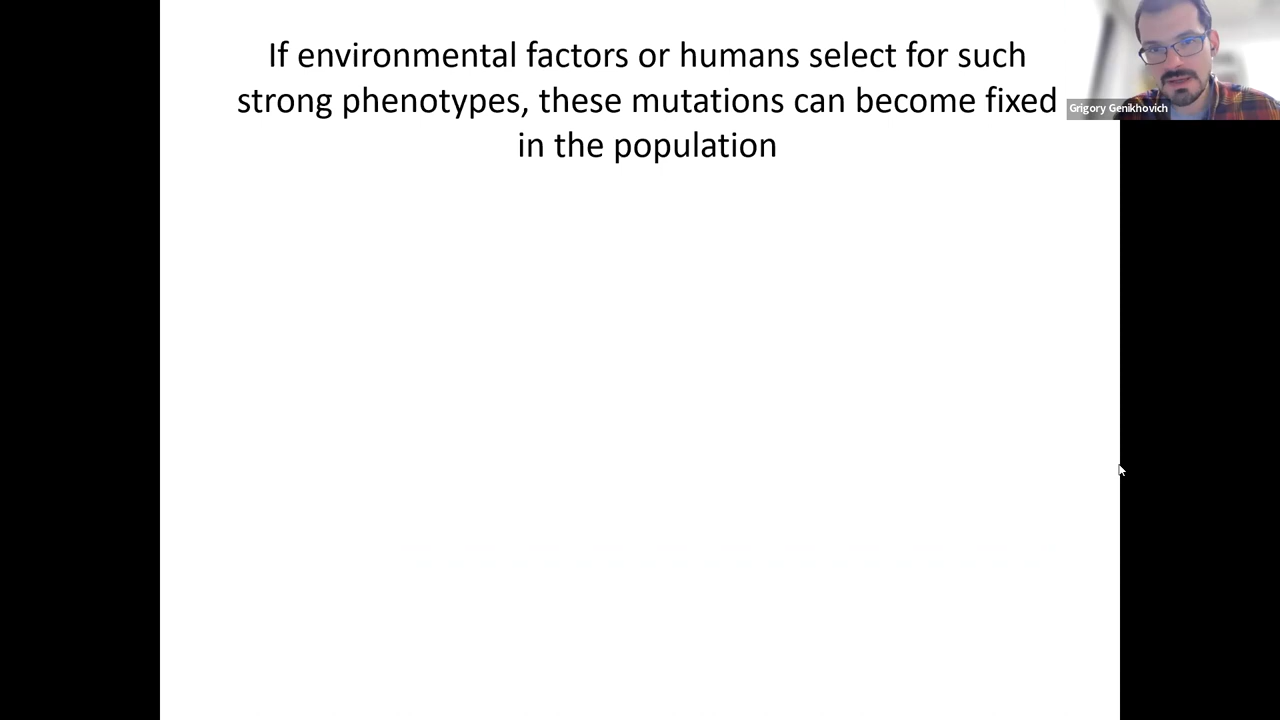 If environmental factors or humans select for such
strong phenotypes, these mutations can become fixed
in the population
Grigory Genikhovich